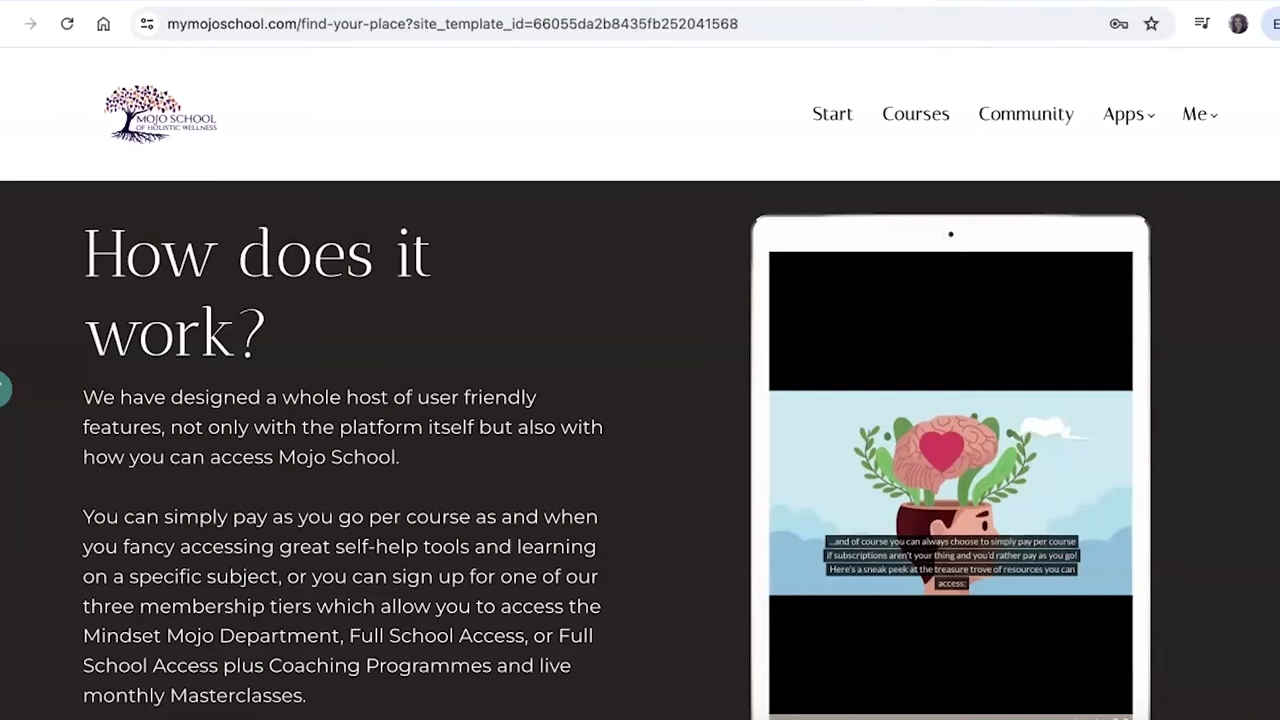 mymojoschool.com/find-your-place?site_template_id=66055da2b8435fb252041568
MOJO SCHOOL
OF HOLISTIC WELLNESS
Start Courses Community Apps Me
How does it
work?
We have designed a whole host of user friendly
features, not only with the platform itself but also with
how you can access Mojo School.
You can simply pay as you go per course as and when
you fancy accessing great self-help tools and learning
on a specific subject, or you can sign up for one of our
three membership tiers which allow you to access the
Mindset Mojo Department, Full School Access, or Full
School Access plus Coaching Programmes and live
monthly Masterclasses.
...and of course you can always choose to simply pay per course
if subscriptions aren't your thing and you'd rather pay as you go!
Here's a sneak peek at the treasure trove of resources you can
access: